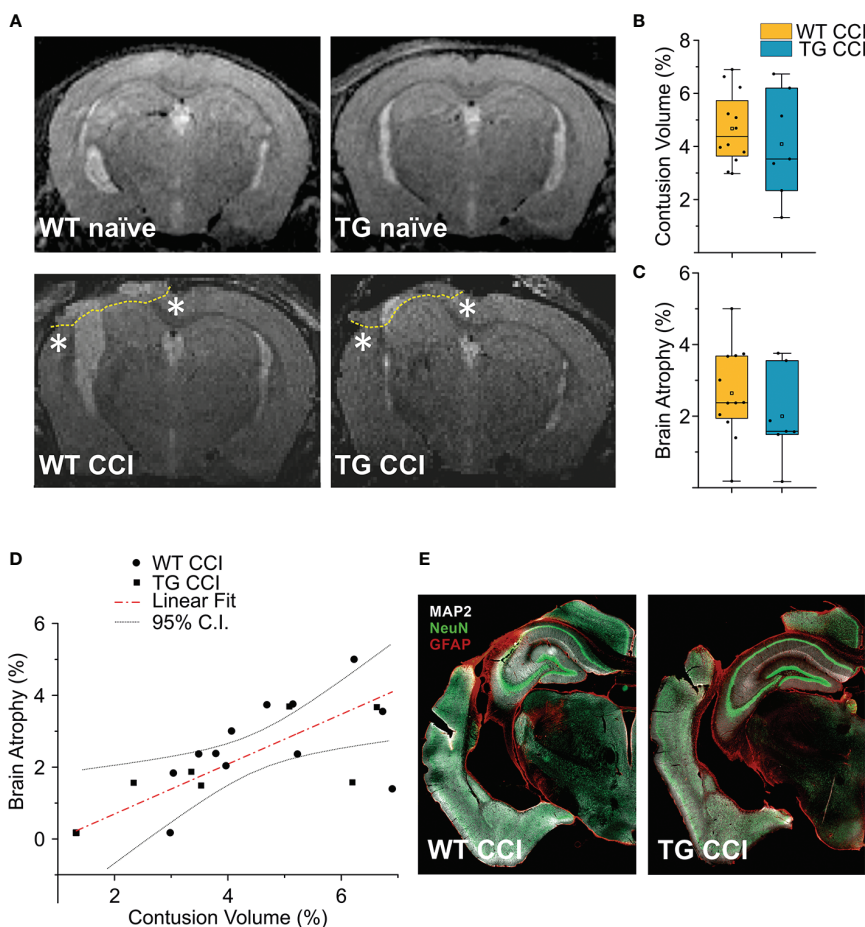 A
WT naïve
TG naïve
*
*
WT CCI
*
*
TG CCI
B
WT CCI
TG CCI
8
6
4
2
Contusion Volume (%)
C
6
4
2
Brain Atrophy (%)
D
WT CCI
TG CCI
Linear Fit
95% C.I.
6
4
2
0
Brain Atrophy (%)
2
4
6
Contusion Volume (%)
E
MAP2
NeuN
GFAP
WT CCI
TG CCI